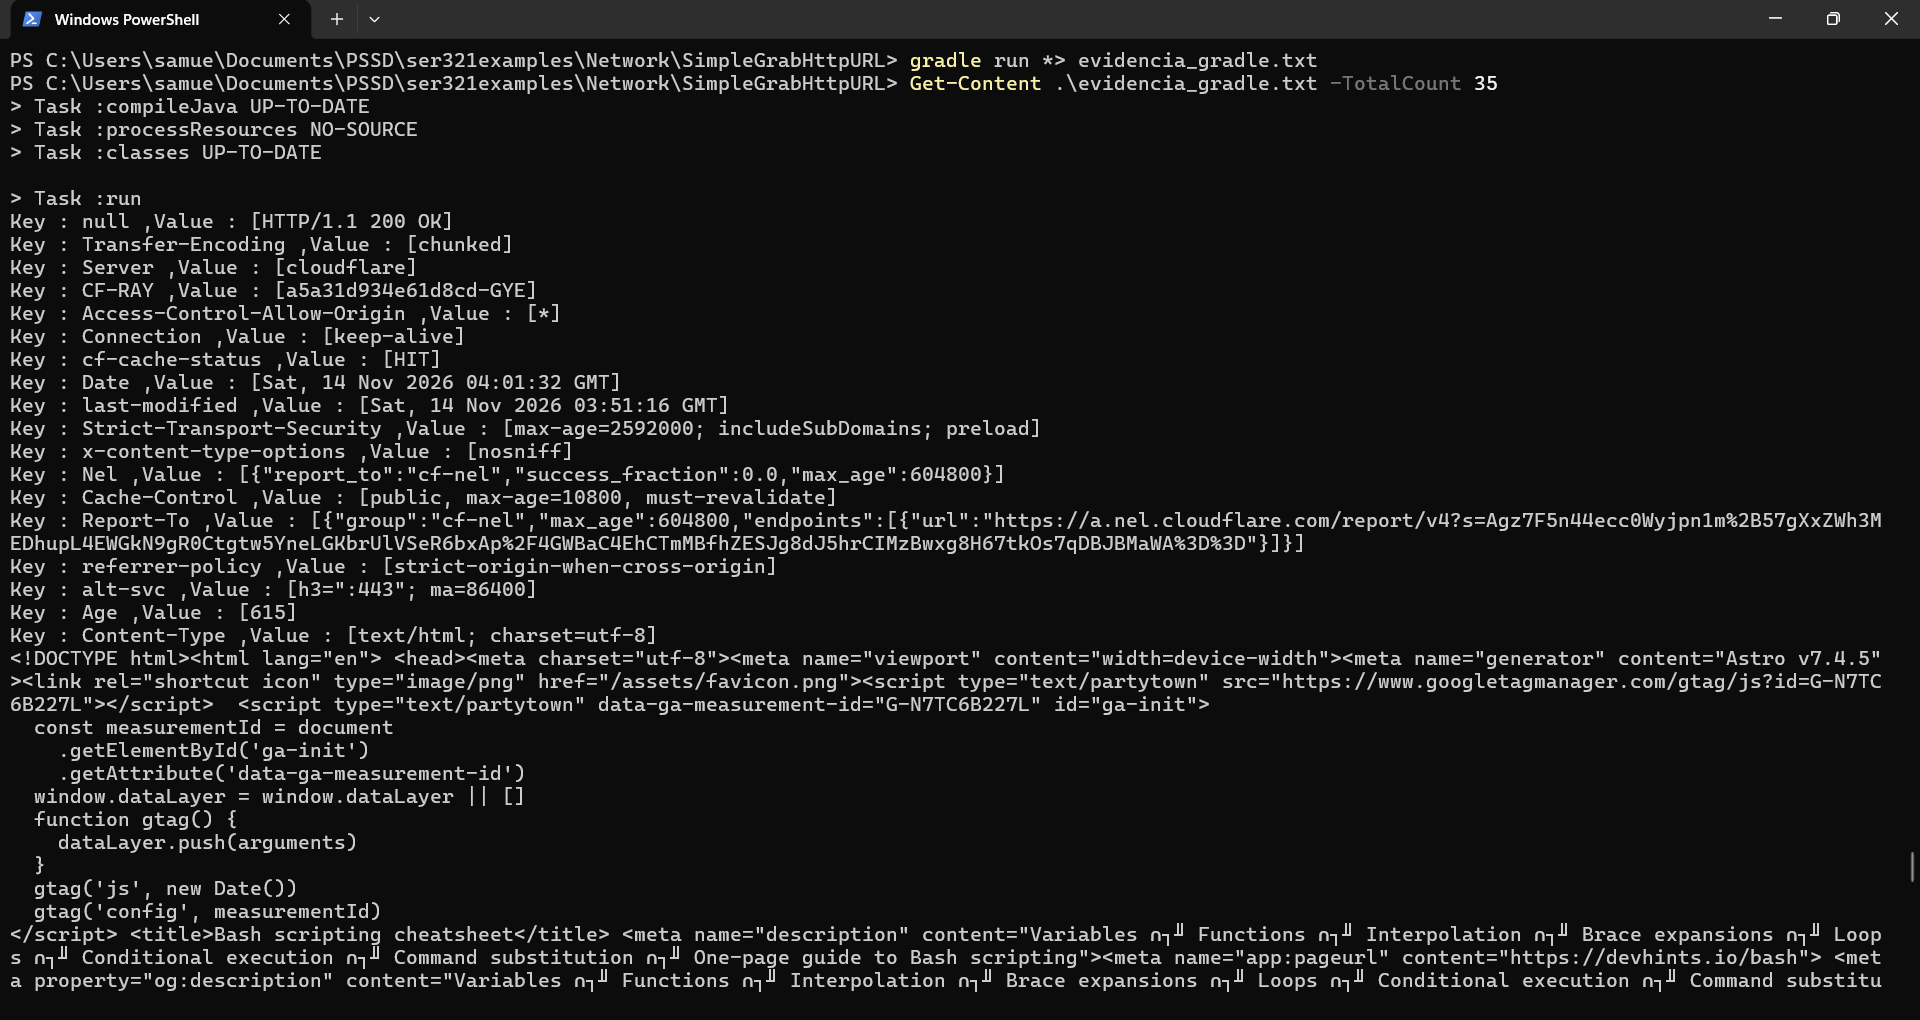 Windows PowerShell
PS C:\Users\samue\Documents\PSSD\ser321examples\Network\SimpleGrabHttpURL> gradle run *> evidencia_gradle.txt
PS C:\Users\samue\Documents\PSSD\ser321examples\Network\SimpleGrabHttpURL> Get-Content .\evidencia_gradle.txt -TotalCount 35
> Task :compileJava UP-TO-DATE
> Task :processResources NO-SOURCE
> Task :classes UP-TO-DATE

> Task :run
Key : null ,Value : [HTTP/1.1 200 OK]
Key : Transfer-Encoding ,Value : [chunked]
Key : Server ,Value : [cloudflare]
Key : CF-RAY ,Value : [a5a31d934e61d8cd-GYE]
Key : Access-Control-Allow-Origin ,Value : [*]
Key : Connection ,Value : [keep-alive]
Key : cf-cache-status ,Value : [HIT]
Key : Date ,Value : [Sat, 14 Nov 2026 04:01:32 GMT]
Key : last-modified ,Value : [Sat, 14 Nov 2026 03:51:16 GMT]
Key : Strict-Transport-Security ,Value : [max-age=2592000; includeSubDomains; preload]
Key : x-content-type-options ,Value : [nosniff]
Key : Nel ,Value : [{"report_to":"cf-nel","success_fraction":0.0,"max_age":604800}]
Key : Cache-Control ,Value : [public, max-age=10800, must-revalidate]
Key : Report-To ,Value : [{"group":"cf-nel","max_age":604800,"endpoints":[{"url":"https://a.nel.cloudflare.com/report/v4?s=Agz7F5n44ecc0Wyjpn1m%2B57gXxZWh3M
EDhupL4EWGkN9gR0Ctgtw5YneLGKbrUlVSeR6bxAp%2F4GWBaC4EhCTmMBfhZESJg8dJ5hrCIMzBwxg8H67tkOs7qDBJBMaWA%3D%3D"}]}]
Key : referrer-policy ,Value : [strict-origin-when-cross-origin]
Key : alt-svc ,Value : [h3=":443"; ma=86400]
Key : Age ,Value : [615]
Key : Content-Type ,Value : [text/html; charset=utf-8]
<!DOCTYPE html><html lang="en"> <head><meta charset="utf-8"><meta name="viewport" content="width=device-width"><meta name="generator" content="Astro v7.4.5"
><link rel="shortcut icon" type="image/png" href="/assets/favicon.png"><script type="text/partytown" src="https://www.googletagmanager.com/gtag/js?id=G-N7TC
6B227L"></script>  <script type="text/partytown" data-ga-measurement-id="G-N7TC6B227L" id="ga-init">
  const measurementId = document
    .getElementById('ga-init')
    .getAttribute('data-ga-measurement-id')
  window.dataLayer = window.dataLayer || []
  function gtag() {
    dataLayer.push(arguments)
  }
  gtag('js', new Date())
  gtag('config', measurementId)
</script> <title>Bash scripting cheatsheet</title> <meta name="description" content="Variables ∩┐╜ Functions ∩┐╜ Interpolation ∩┐╜ Brace expansions ∩┐╜ Loop
s ∩┐╜ Conditional execution ∩┐╜ Command substitution ∩┐╜ One-page guide to Bash scripting"><meta name="app:pageurl" content="https://devhints.io/bash"> <met
a property="og:description" content="Variables ∩┐╜ Functions ∩┐╜ Interpolation ∩┐╜ Brace expansions ∩┐╜ Loops ∩┐╜ Conditional execution ∩┐╜ Command substitu